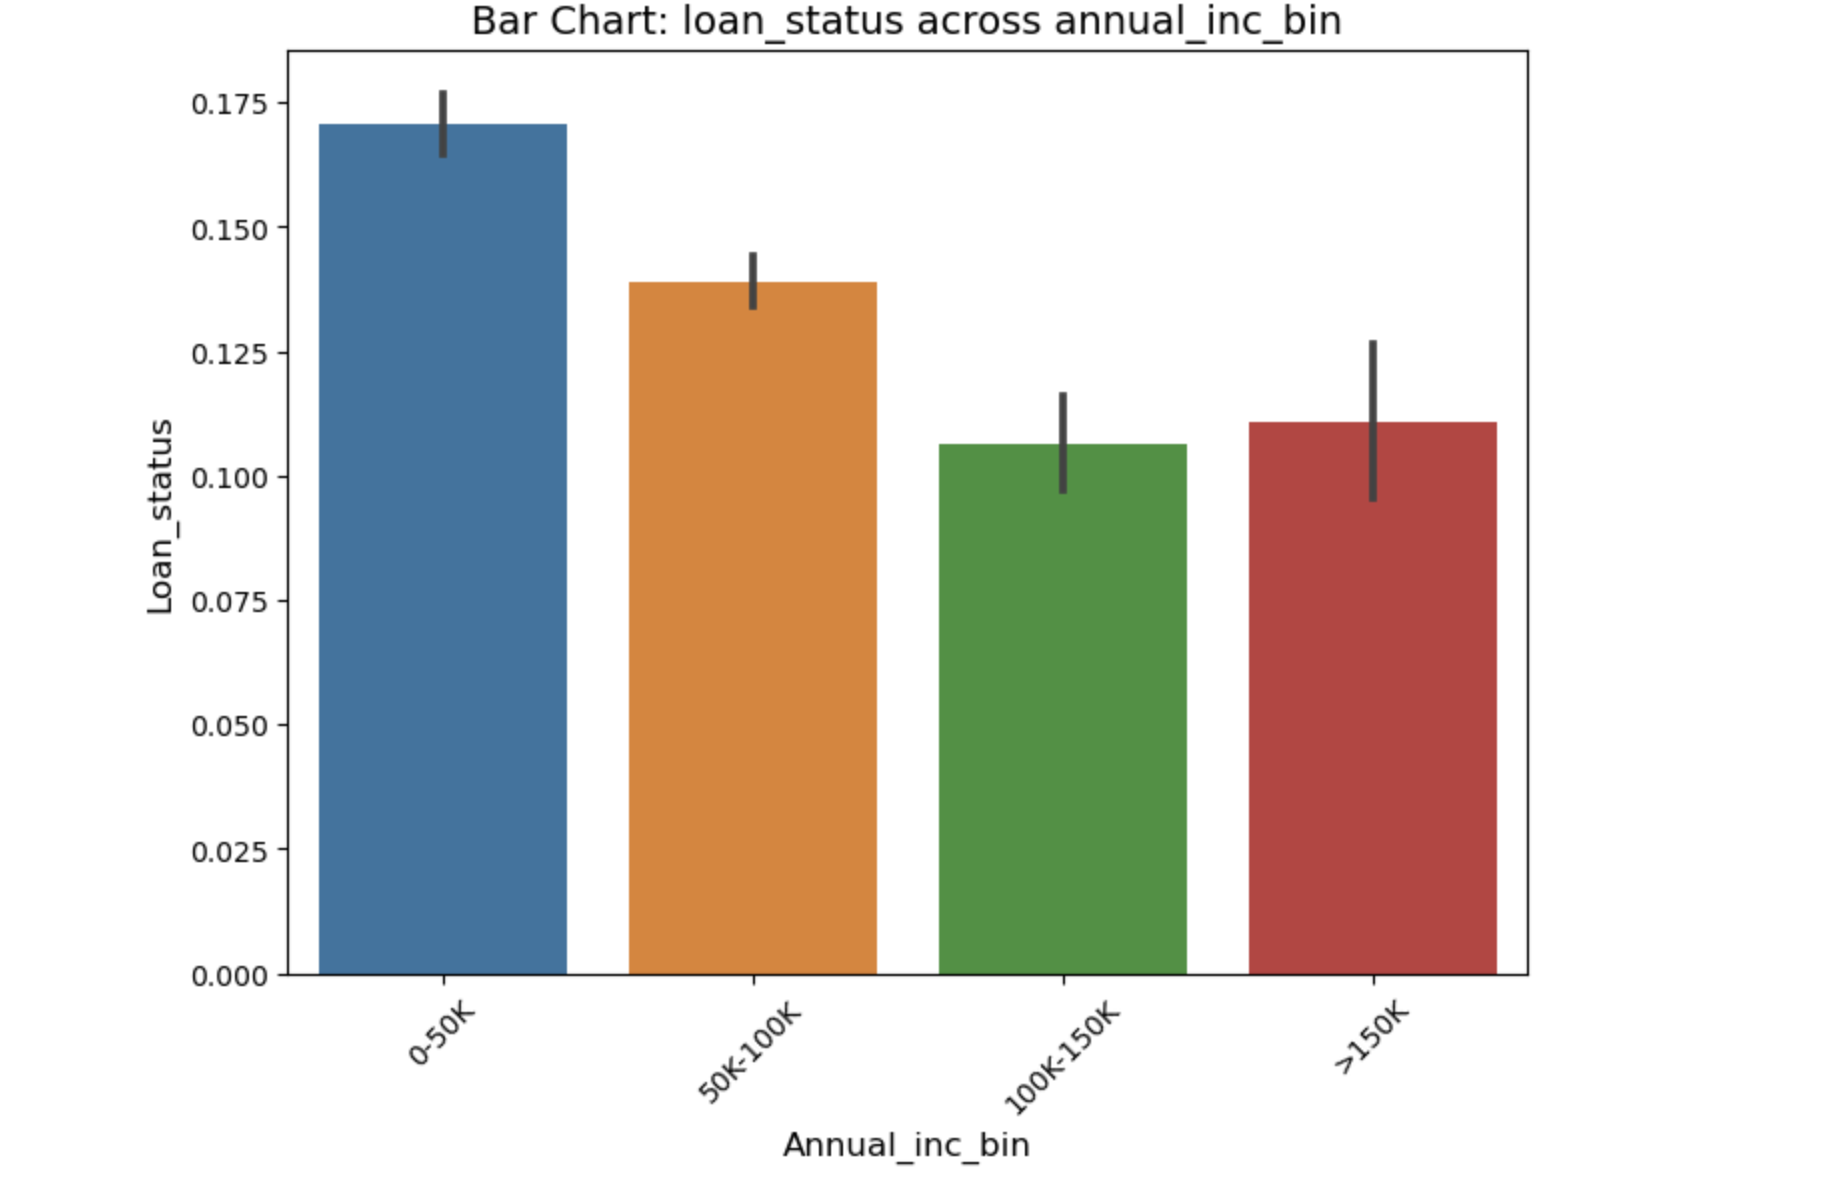 Bar Chart: loan_status across annual_inc_bin
0.175
0.150
0.125
0.100
0.075
0.050
0.025
0.000
Loan_status
0-50K
50K-100K
100K-150K
>150K
Annual_inc_bin